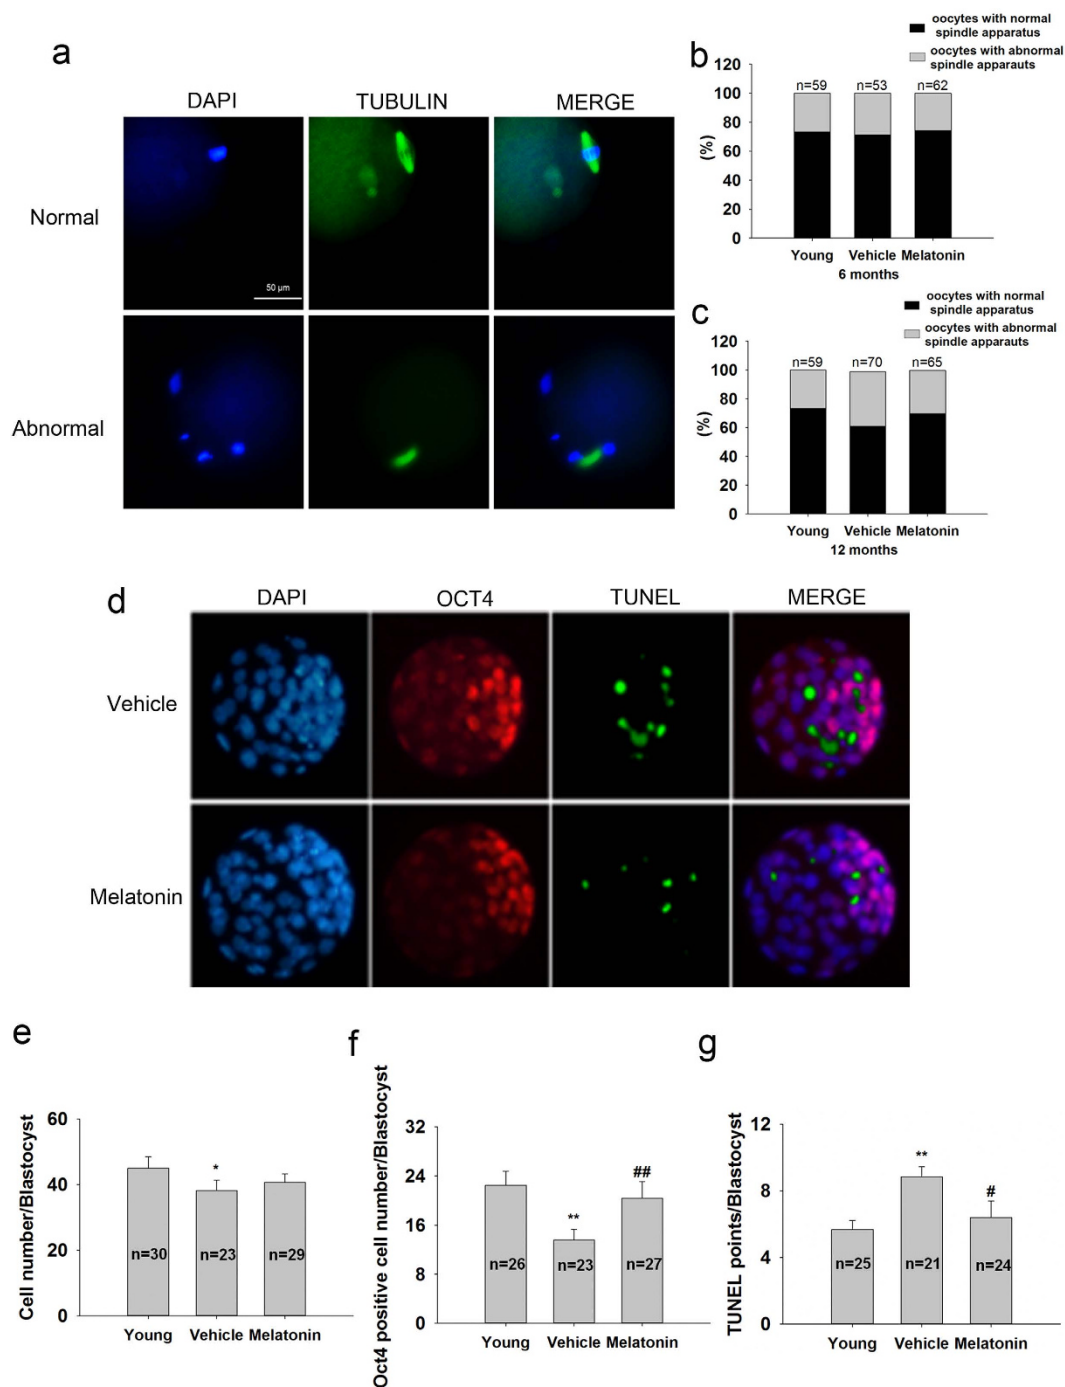 a
DAPI
TUBULIN
MERGE
Normal
50 µm
Abnormal
b
oocytes with normal
spindle apparatus
oocytes with abnormal
spindle apparauts
120
100
80
60
40
20
0
(%)
n=59
n=53
n=62
Young
Vehicle
Melatonin
6 months
c
oocytes with normal
spindle apparatus
oocytes with abnormal
spindle apparauts
120
100
80
60
40
20
0
(%)
n=59
n=70
n=65
Young
Vehicle
Melatonin
12 months
d
DAPI
OCT4
TUNEL
MERGE
Vehicle
Melatonin
e
Cell number/Blastocyst
60
40
20
0
*
n=30
n=23
n=29
Young
Vehicle
Melatonin
f
Oct4 positive cell number/Blastocyst
32
24
16
8
0
**
##
n=26
n=23
n=27
Young
Vehicle
Melatonin
g
TUNEL points/Blastocyst
12
8
4
0
**
#
n=25
n=21
n=24
Young
Vehicle
Melatonin